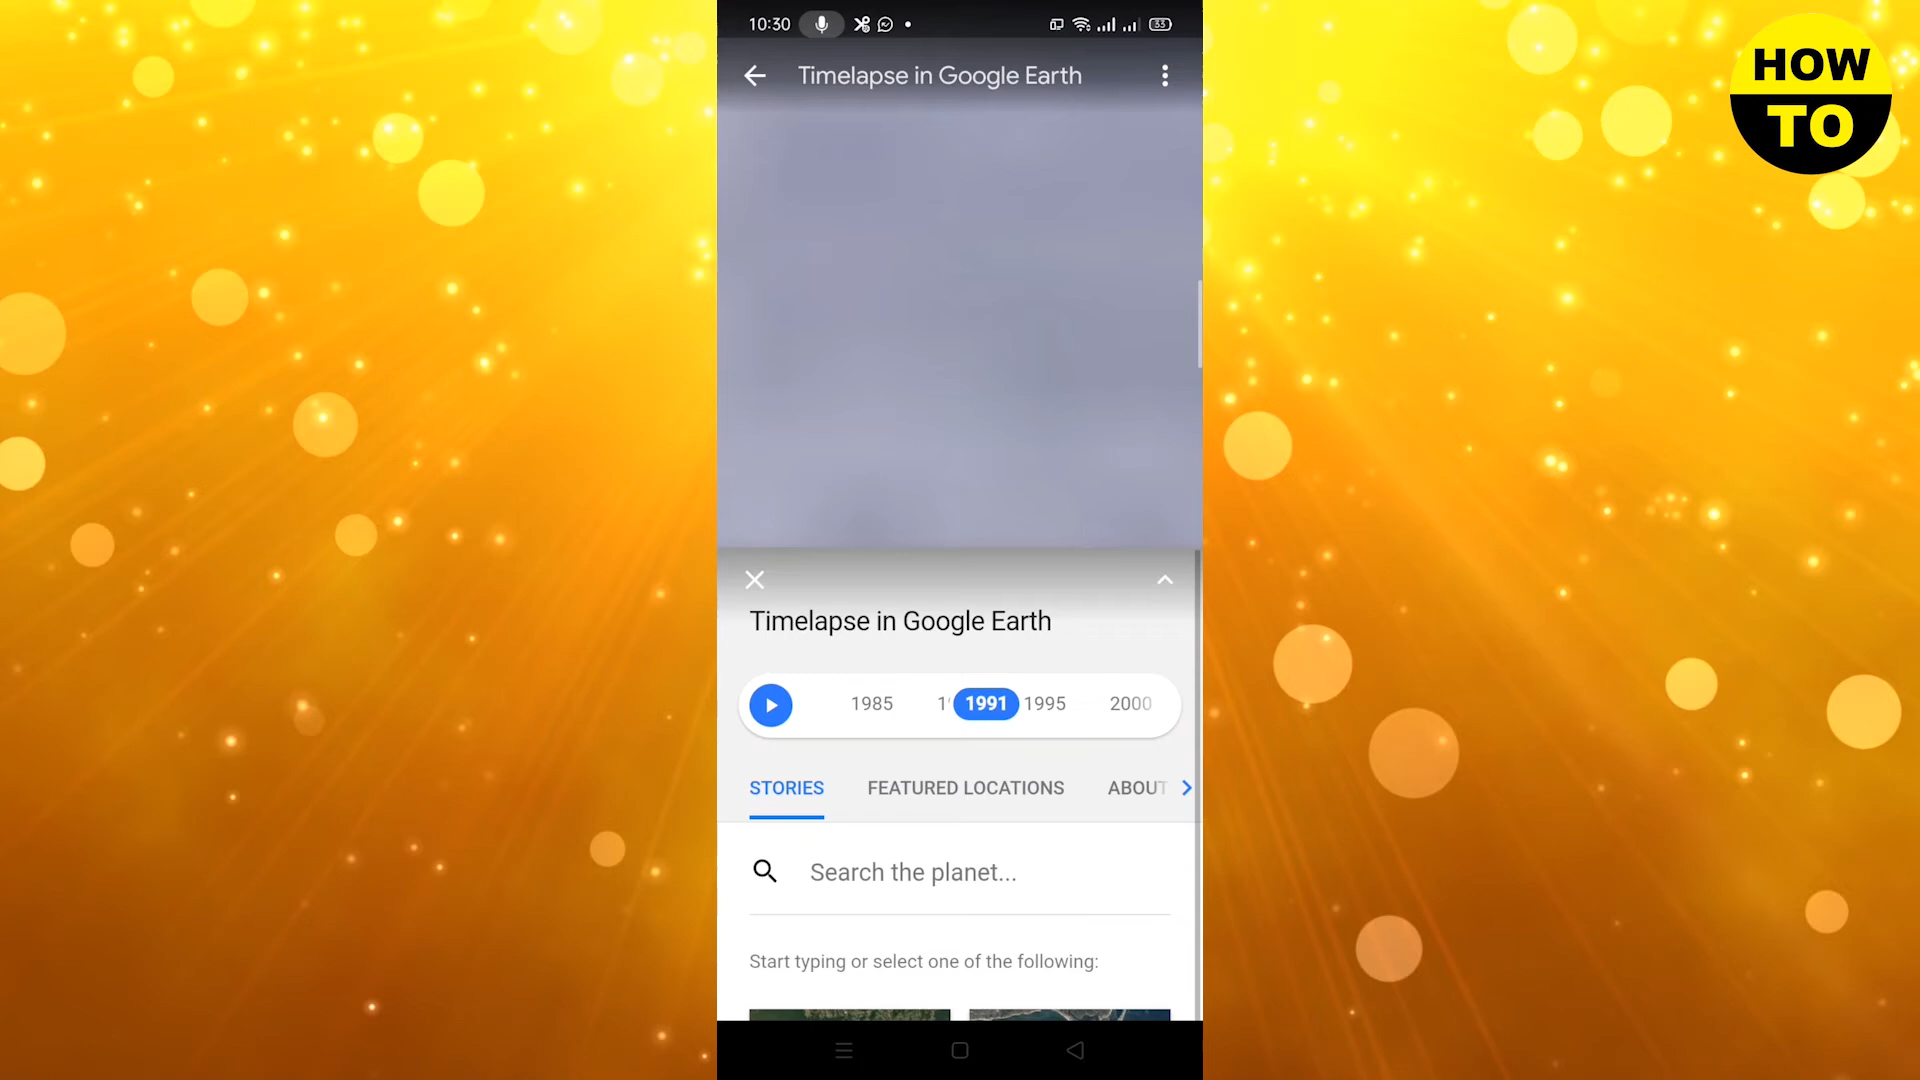 10:30
33
HOW
TO
Timelapse in Google Earth
Timelapse in Google Earth
1985
1991
1995
2000
STORIES
FEATURED LOCATIONS
ABOUT
Search the planet...
Start typing or select one of the following: